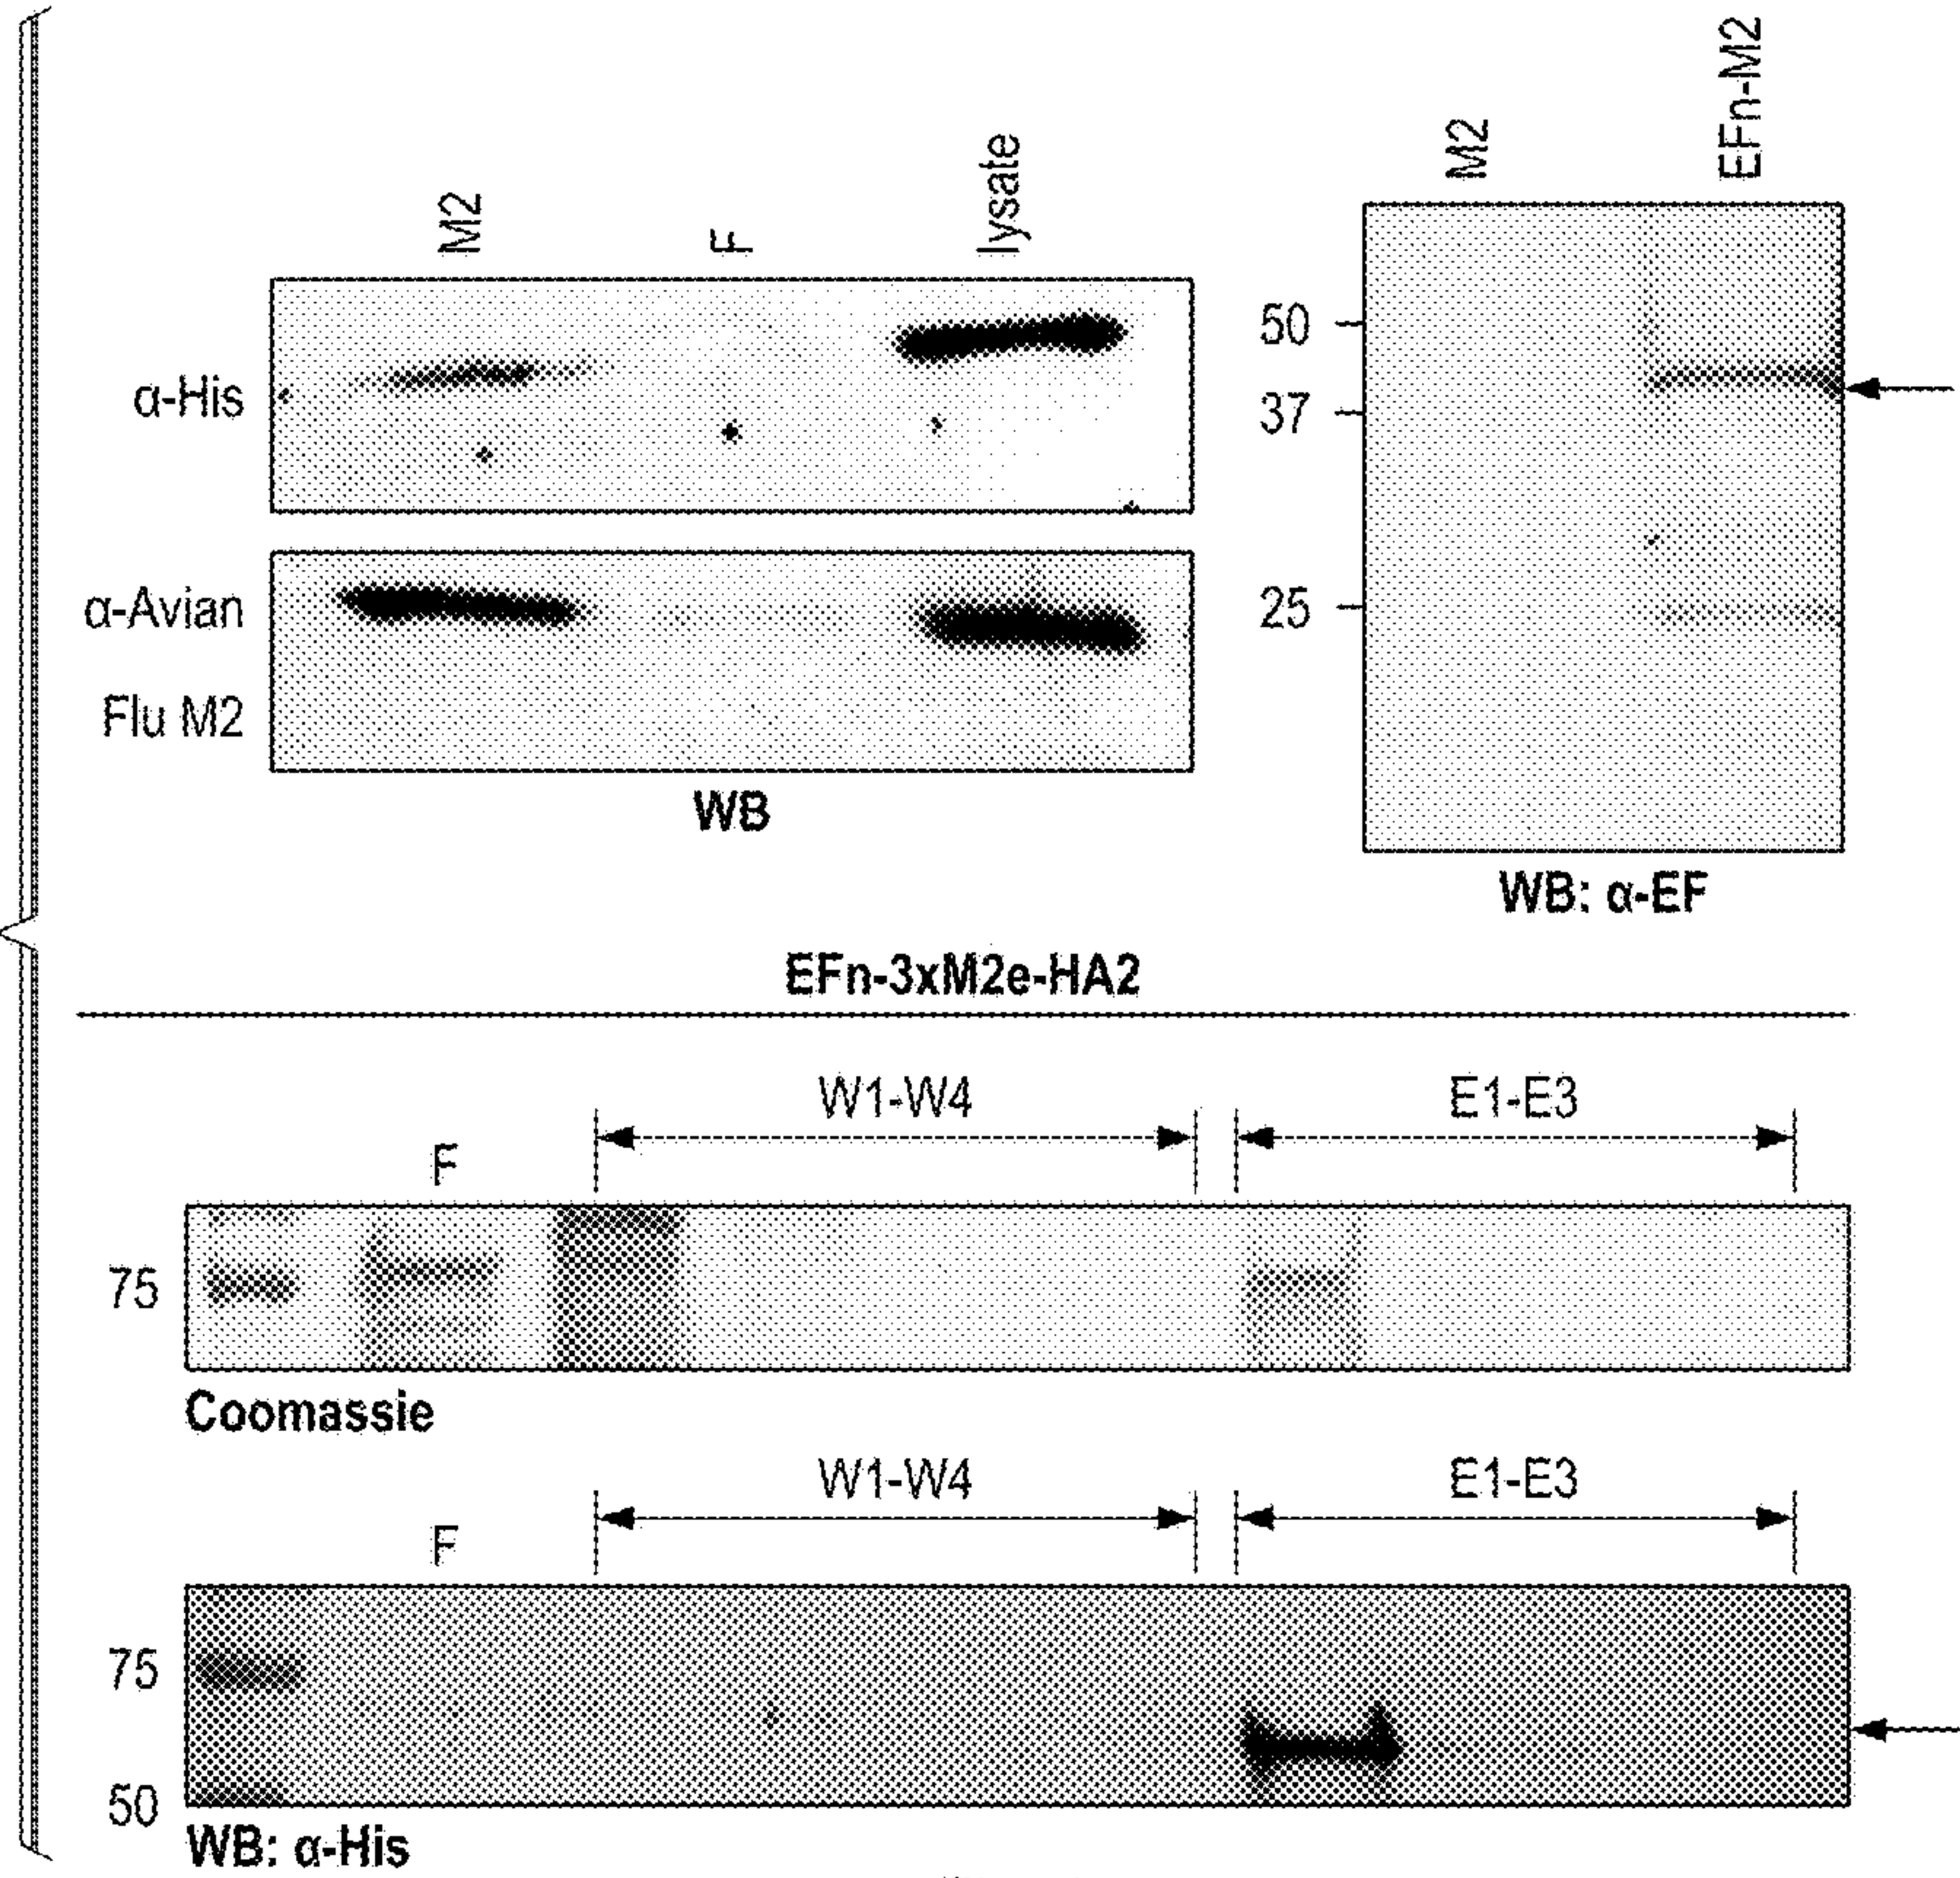 M2
F
lysate
α-His
α-Avian
Flu M2
WB
M2
EFn-M2
50
37
25
WB: α-EF
EFn-3xM2e-HA2
F
W1-W4
E1-E3
75
Coomassie
F
W1-W4
E1-E3
75
50
WB: α-His